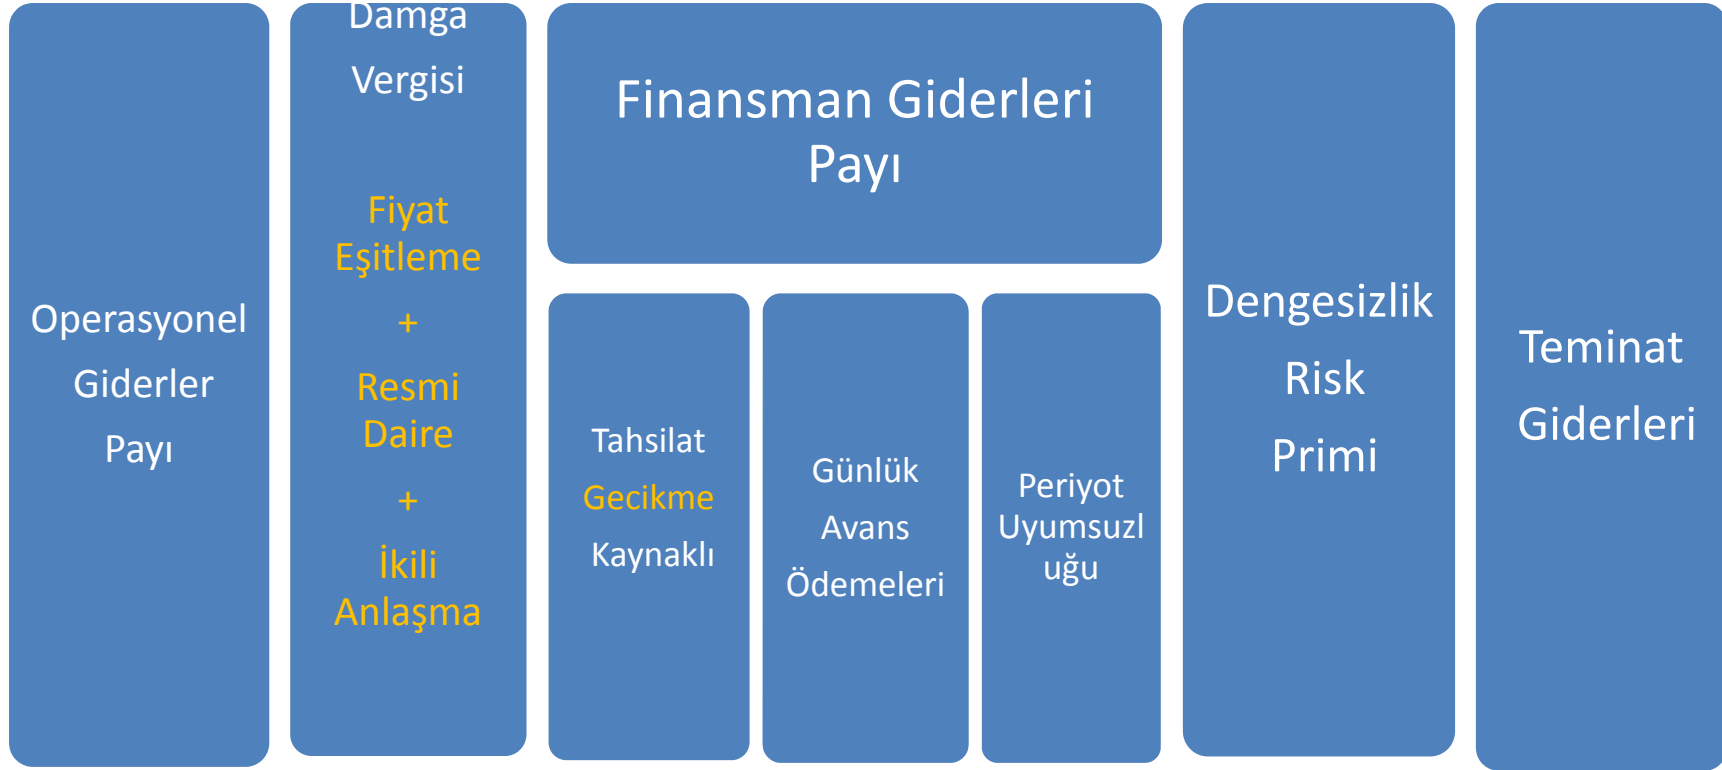 Operasyonel
Giderler
Payı
Damga
Vergisi
Fiyat
Eşitleme
+
Resmi
Daire
+
İkili
Anlaşma
Finansman Giderleri
Payı
Tahsilat
Gecikme
Kaynaklı
Günlük
Avans
Ödemeleri
Periyot
Uyumsuzl
uğu
Dengesizlik
Risk
Primi
Teminat
Giderleri